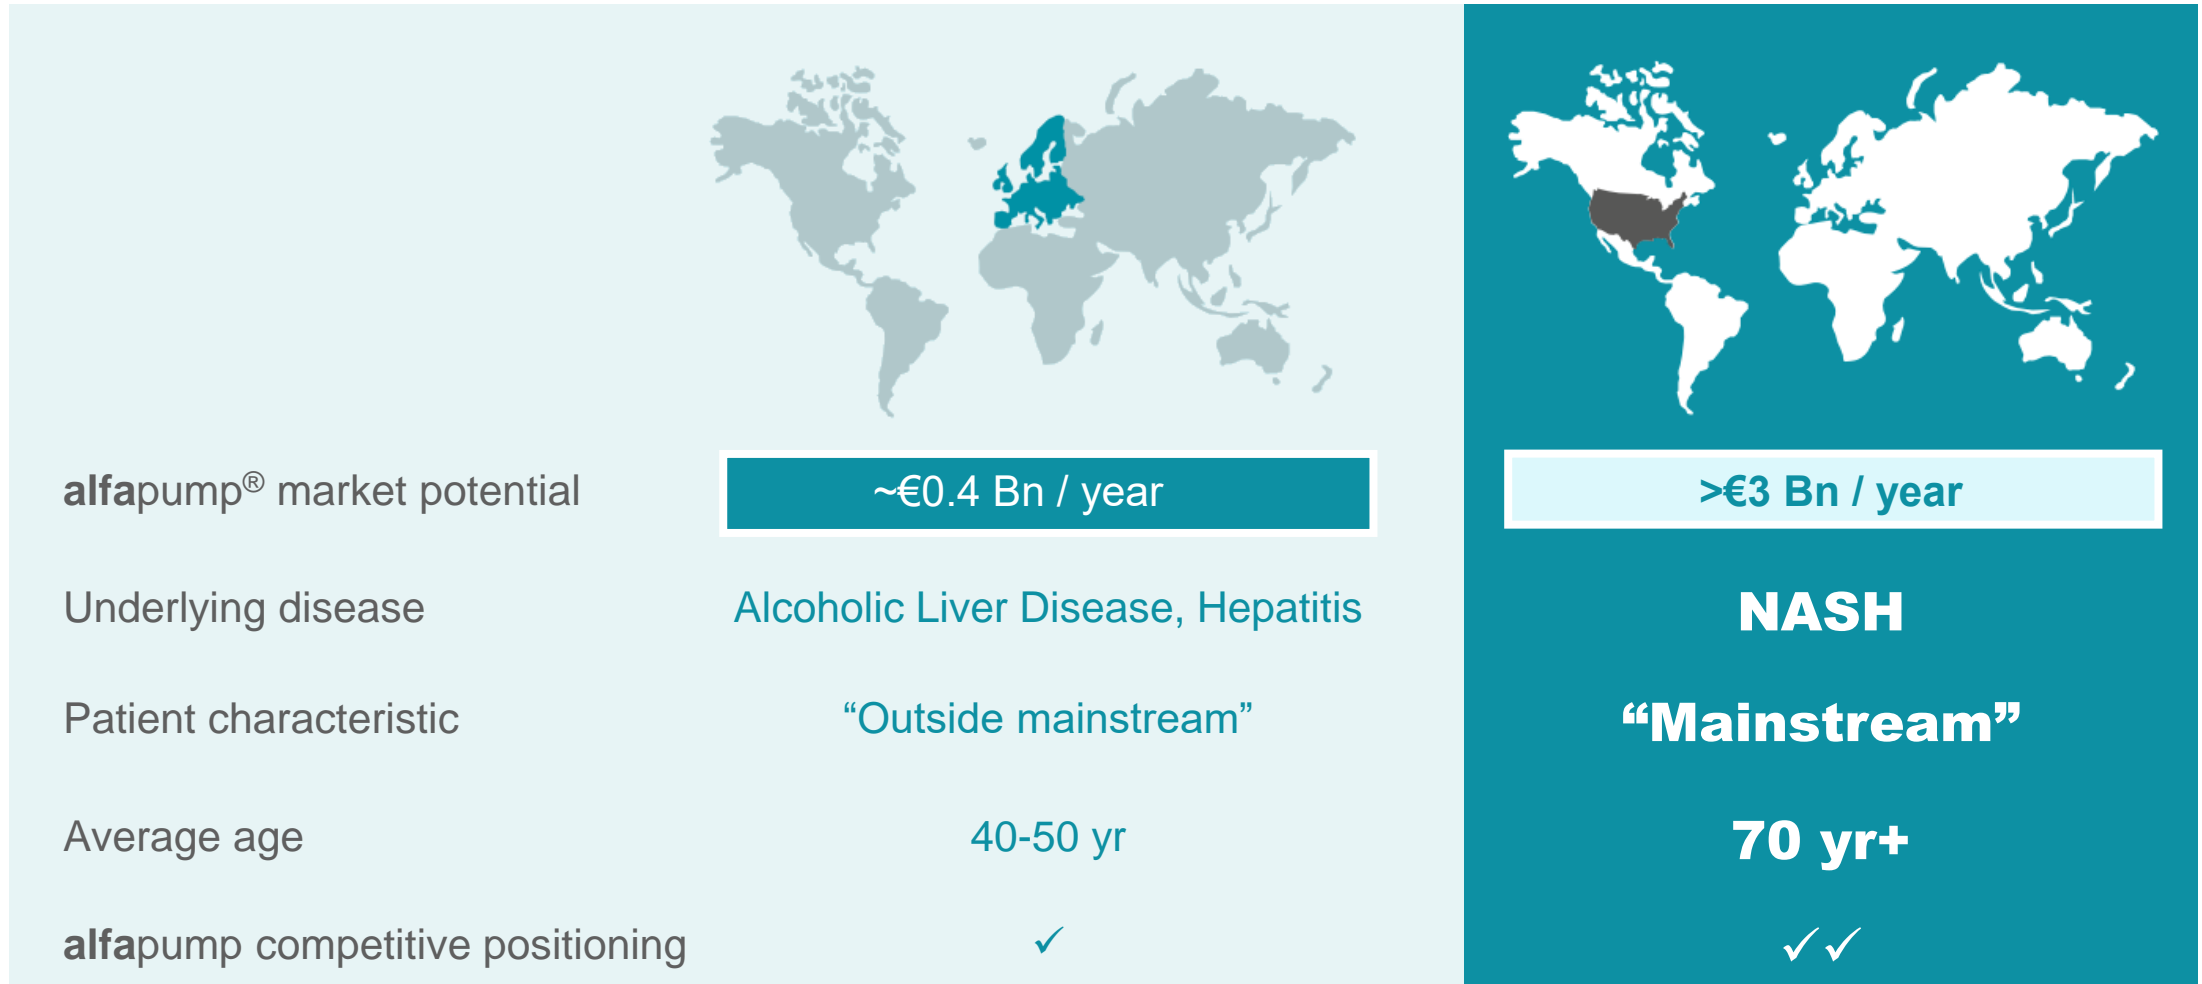 alfapump® market potential ~€0.4 Bn / year >€3 Bn / year
Underlying disease Alcoholic Liver Disease, Hepatitis NASH
Patient characteristic “Outside mainstream” “Mainstream”
Average age 40-50 yr 70 yr+
alfapump competitive positioning ✓ ✓✓